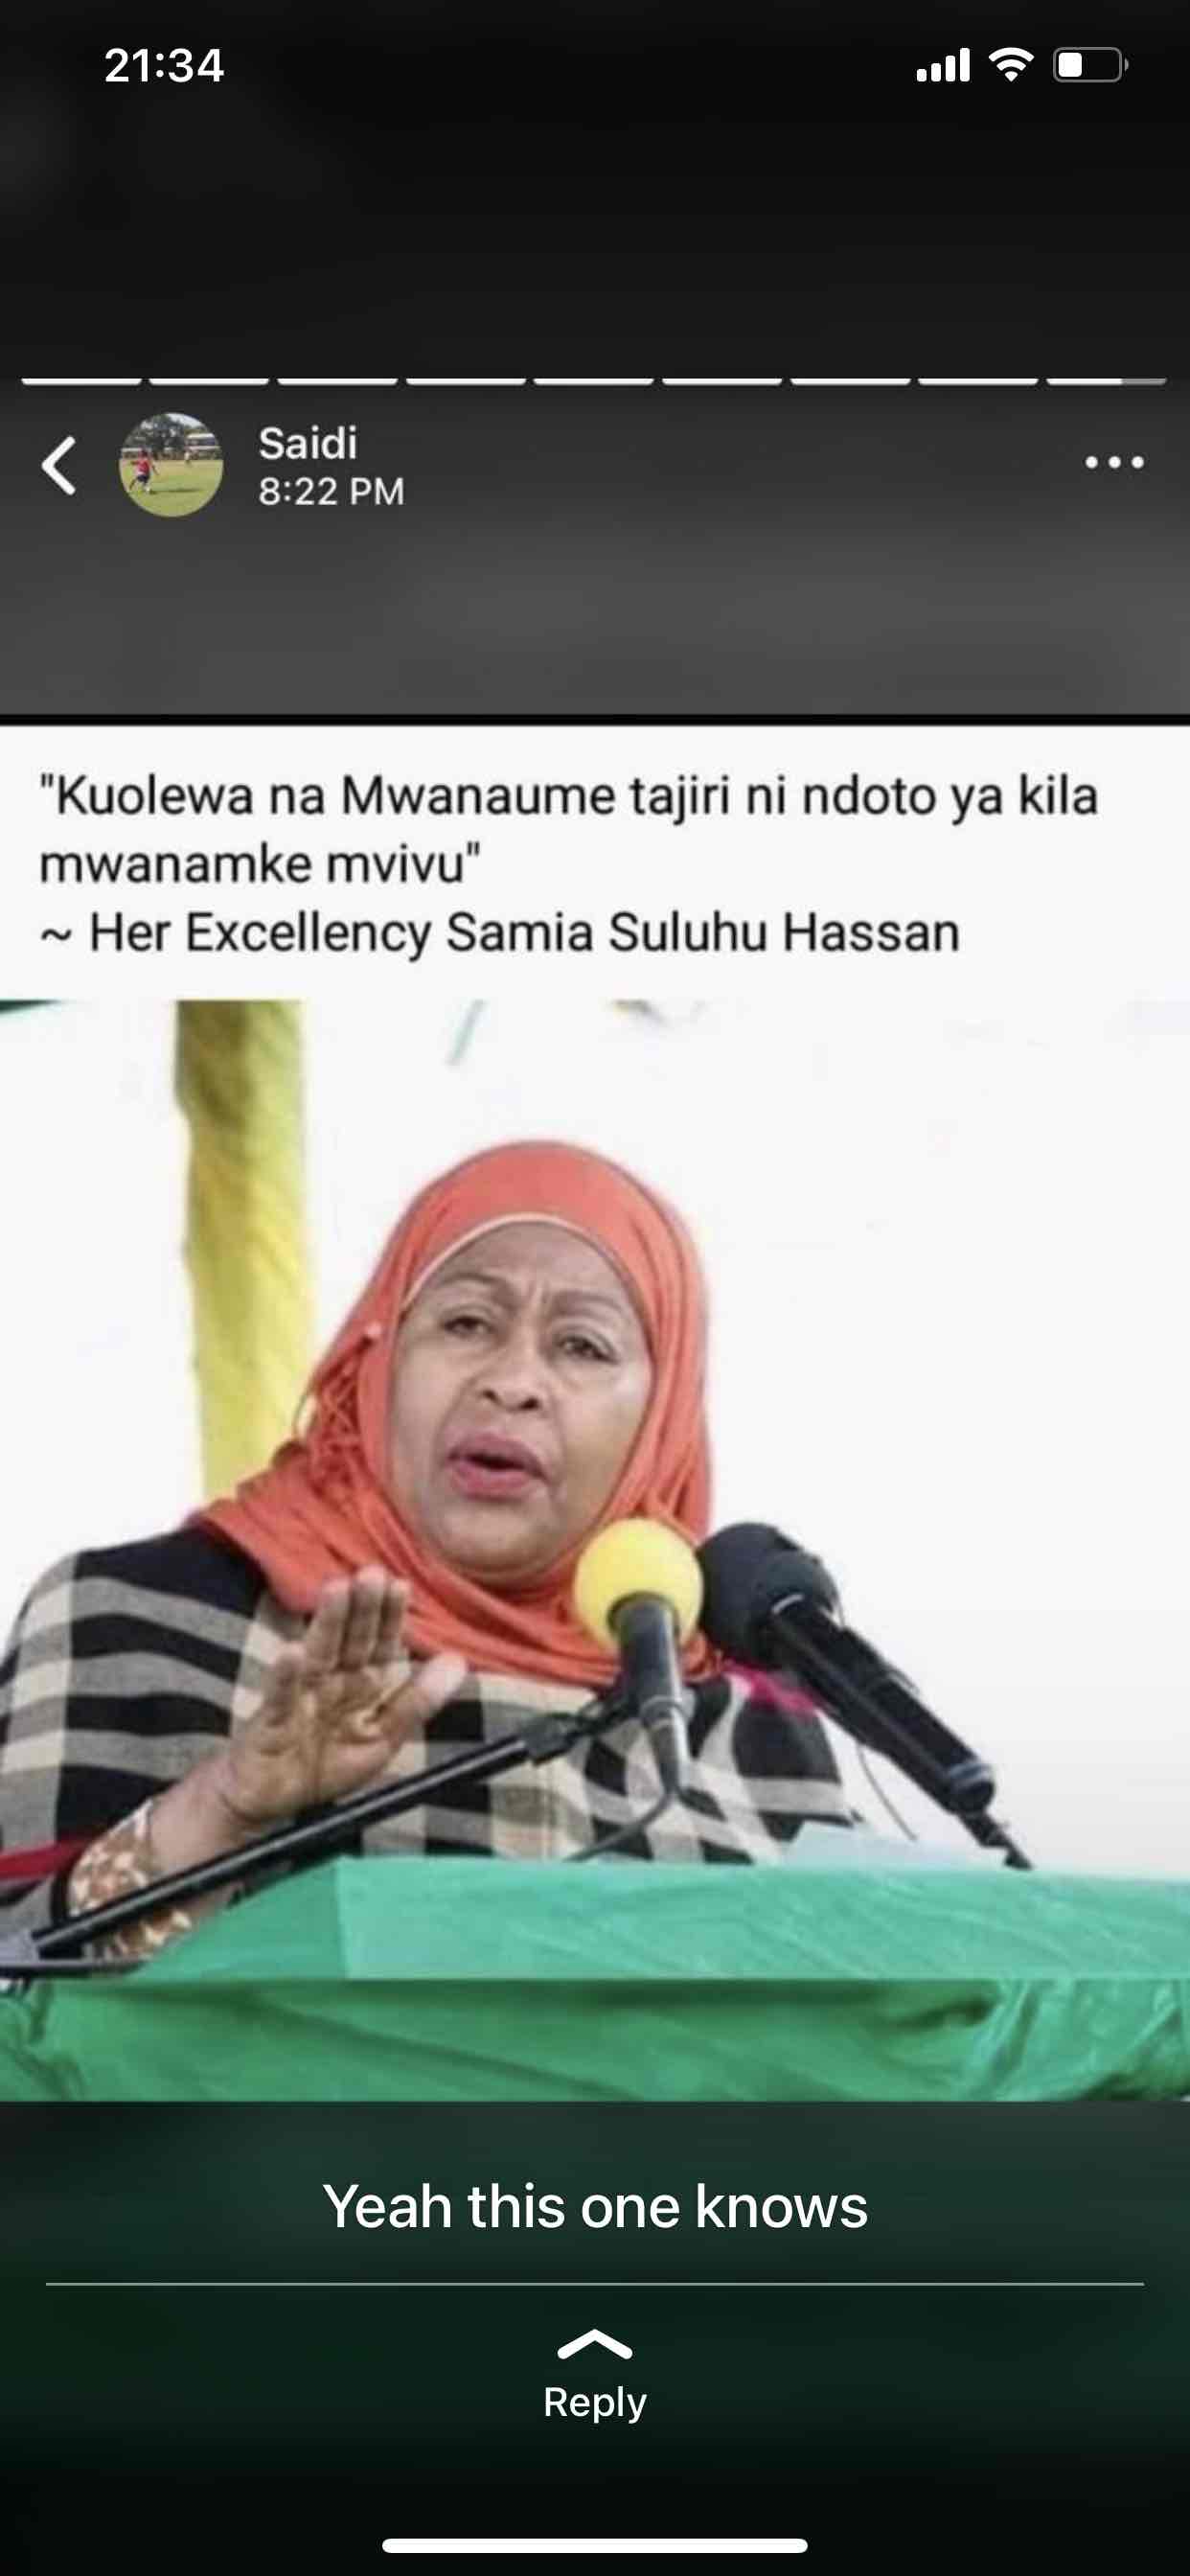 21:34
Saidi
8:22 PM
"Kuolewa na Mwanaume tajiri ni ndoto ya kila
mwanamke mvivu"
~ Her Excellency Samia Suluhu Hassan
Yeah this one knows
Reply